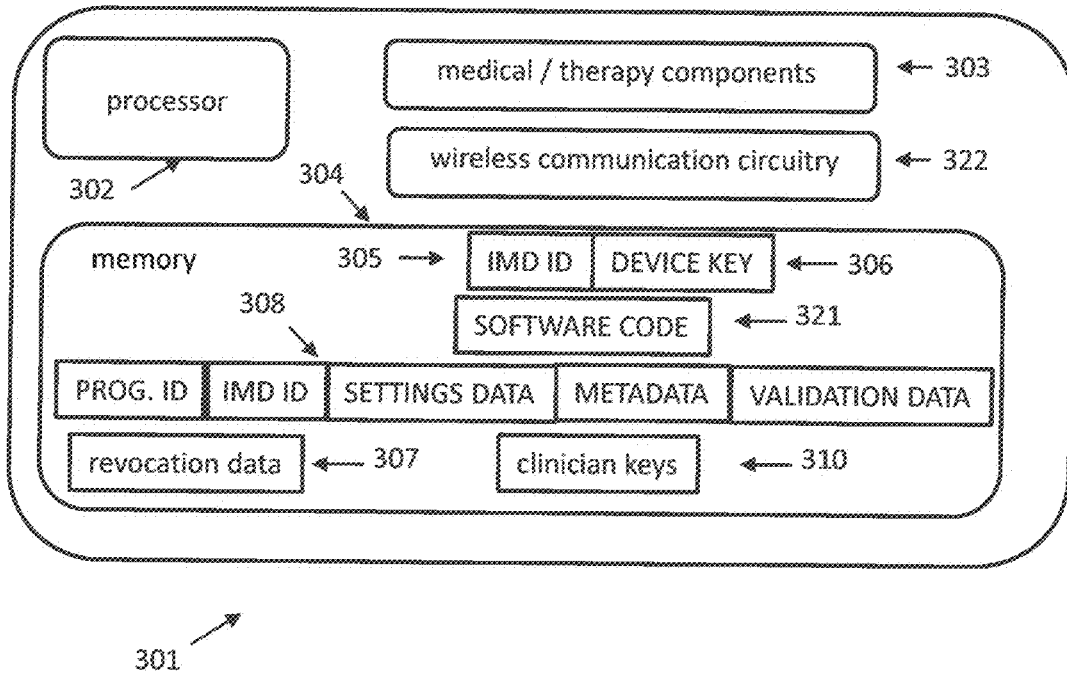 processor
medical / therapy components
303
wireless communication circuitry
322
302
304
memory
305
IMD ID
DEVICE KEY
306
308
SOFTWARE CODE
321
PROG. ID
IMD ID
SETTINGS DATA
METADATA
VALIDATION DATA
revocation data
307
clinician keys
310
301